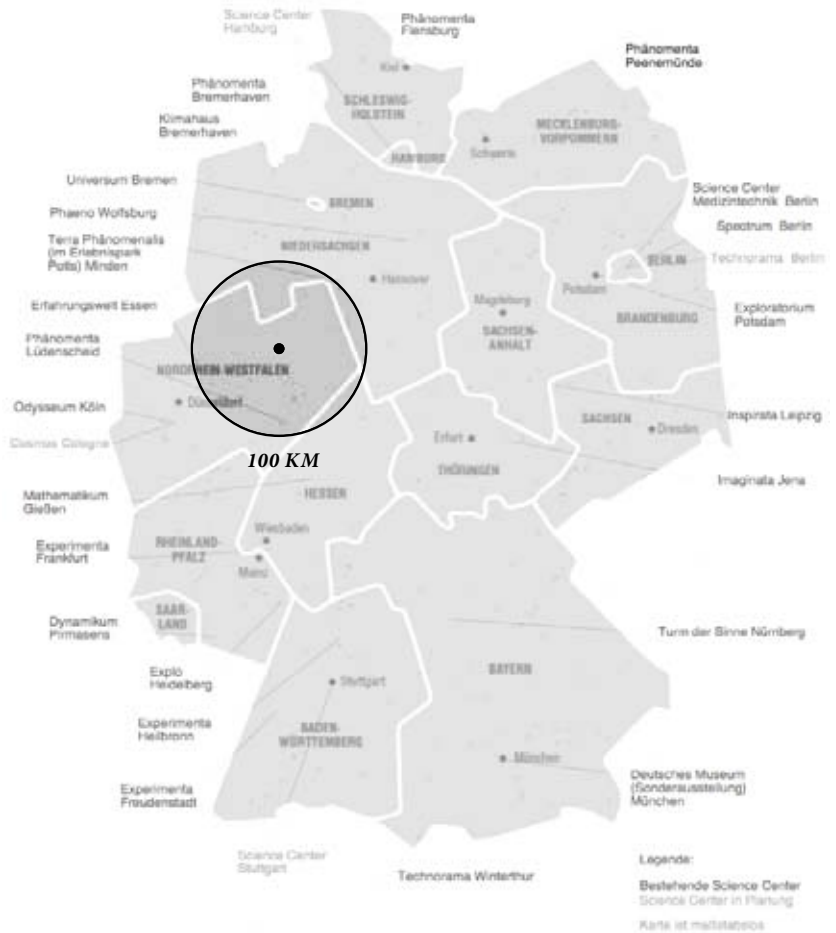 Science Center
Hamburg
Phänomenta
Flensburg
Phänomenta
Peenemünde
Kiel
Phänomenta
Bremerhaven
SCHLESWIG-
HOLSTEIN
Klimahaus
Bremerhaven
MECKLENBURG-
VORPOMMERN
Schwerin
HAMBURG
Universum Bremen
BREMEN
Science Center
Medizintechnik Berlin
Phaeno Wolfsburg
Spectrum Berlin
Terra Phänomenalis
(im Erlebnispark
Potts) Minden
NIEDERSACHSEN
BERLIN
Technorama Berlin
Hannover
Potsdam
Erfahrungswelt Essen
Magdeburg
Exploratorium
Potsdam
BRANDENBURG
SACHSEN-
ANHALT
Phänomenta
Lüdenscheid
NORDRHEIN-WESTFALEN
Odysseum Köln
Düsseldorf
Inspirata Leipzig
SACHSEN
Dresden
Cosmos Cologne
Erfurt
100 KM
THÜRINGEN
Imaginata Jena
Mathematikum
Gießen
HESSEN
Wiesbaden
Experimenta
Frankfurt
RHEINLAND-
PFALZ
Mainz
SAAR-
LAND
Dynamikum
Pirmasens
Turm der Sinne Nürnberg
Explo
Heidelberg
BAYERN
Stuttgart
Experimenta
Heilbronn
BADEN-
WÜRTTEMBERG
München
Experimenta
Freudenstadt
Deutsches Museum
(Sonderausstellung)
München
Science Center
Stuttgart
Technorama Winterthur
Legende:
Bestehende Science Center
Science Center in Planung
Karte ist maßstabslos